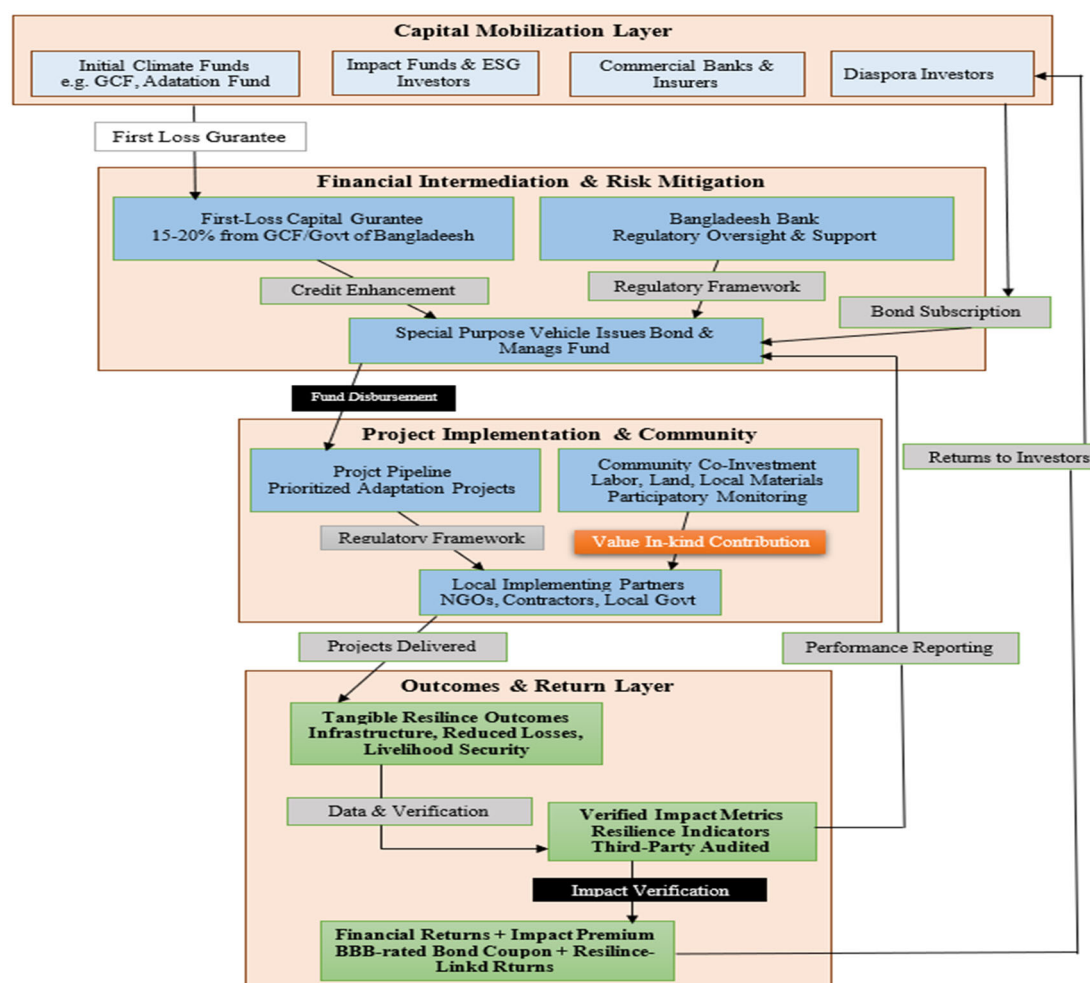 Capital Mobilization Layer
Initial Climate Funds
e.g. GCF, Adatation Fund
Impact Funds & ESG
Investors
Commercial Banks &
Insurers
Diaspora Investors
First Loss Gurantee
Financial Intermediation & Risk Mitigation
First-Loss Capital Gurantee
15-20% from GCF/Govt of Bangladeesh
Bangladeesh Bank
Regulatory Oversight & Support
Credit Enhancement
Regulatory Framework
Bond Subscription
Special Purpose Vehicle Issues Bond &
Manags Fund
Fund Disbursement
Project Implementation & Community
Projct Pipeline
Prioritized Adaptation Projects
Community Co-Investment
Labor, Land, Local Materials
Participatory Monitoring
Returns to Investors
Regulatory Framework
Value In-kind Contribution
Local Implementing Partners
NGOs, Contractors, Local Govt
Projects Delivered
Performance Reporting
Outcomes & Return Layer
Tangible Resilince Outcomes
Infrastructure, Reduced Losses,
Livelihood Security
Data & Verification
Verified Impact Metrics
Resilience Indicators
Third-Party Audited
Impact Verification
Financial Returns + Impact Premium
BBB-rated Bond Coupon + Resilince-
Linkd Rturns